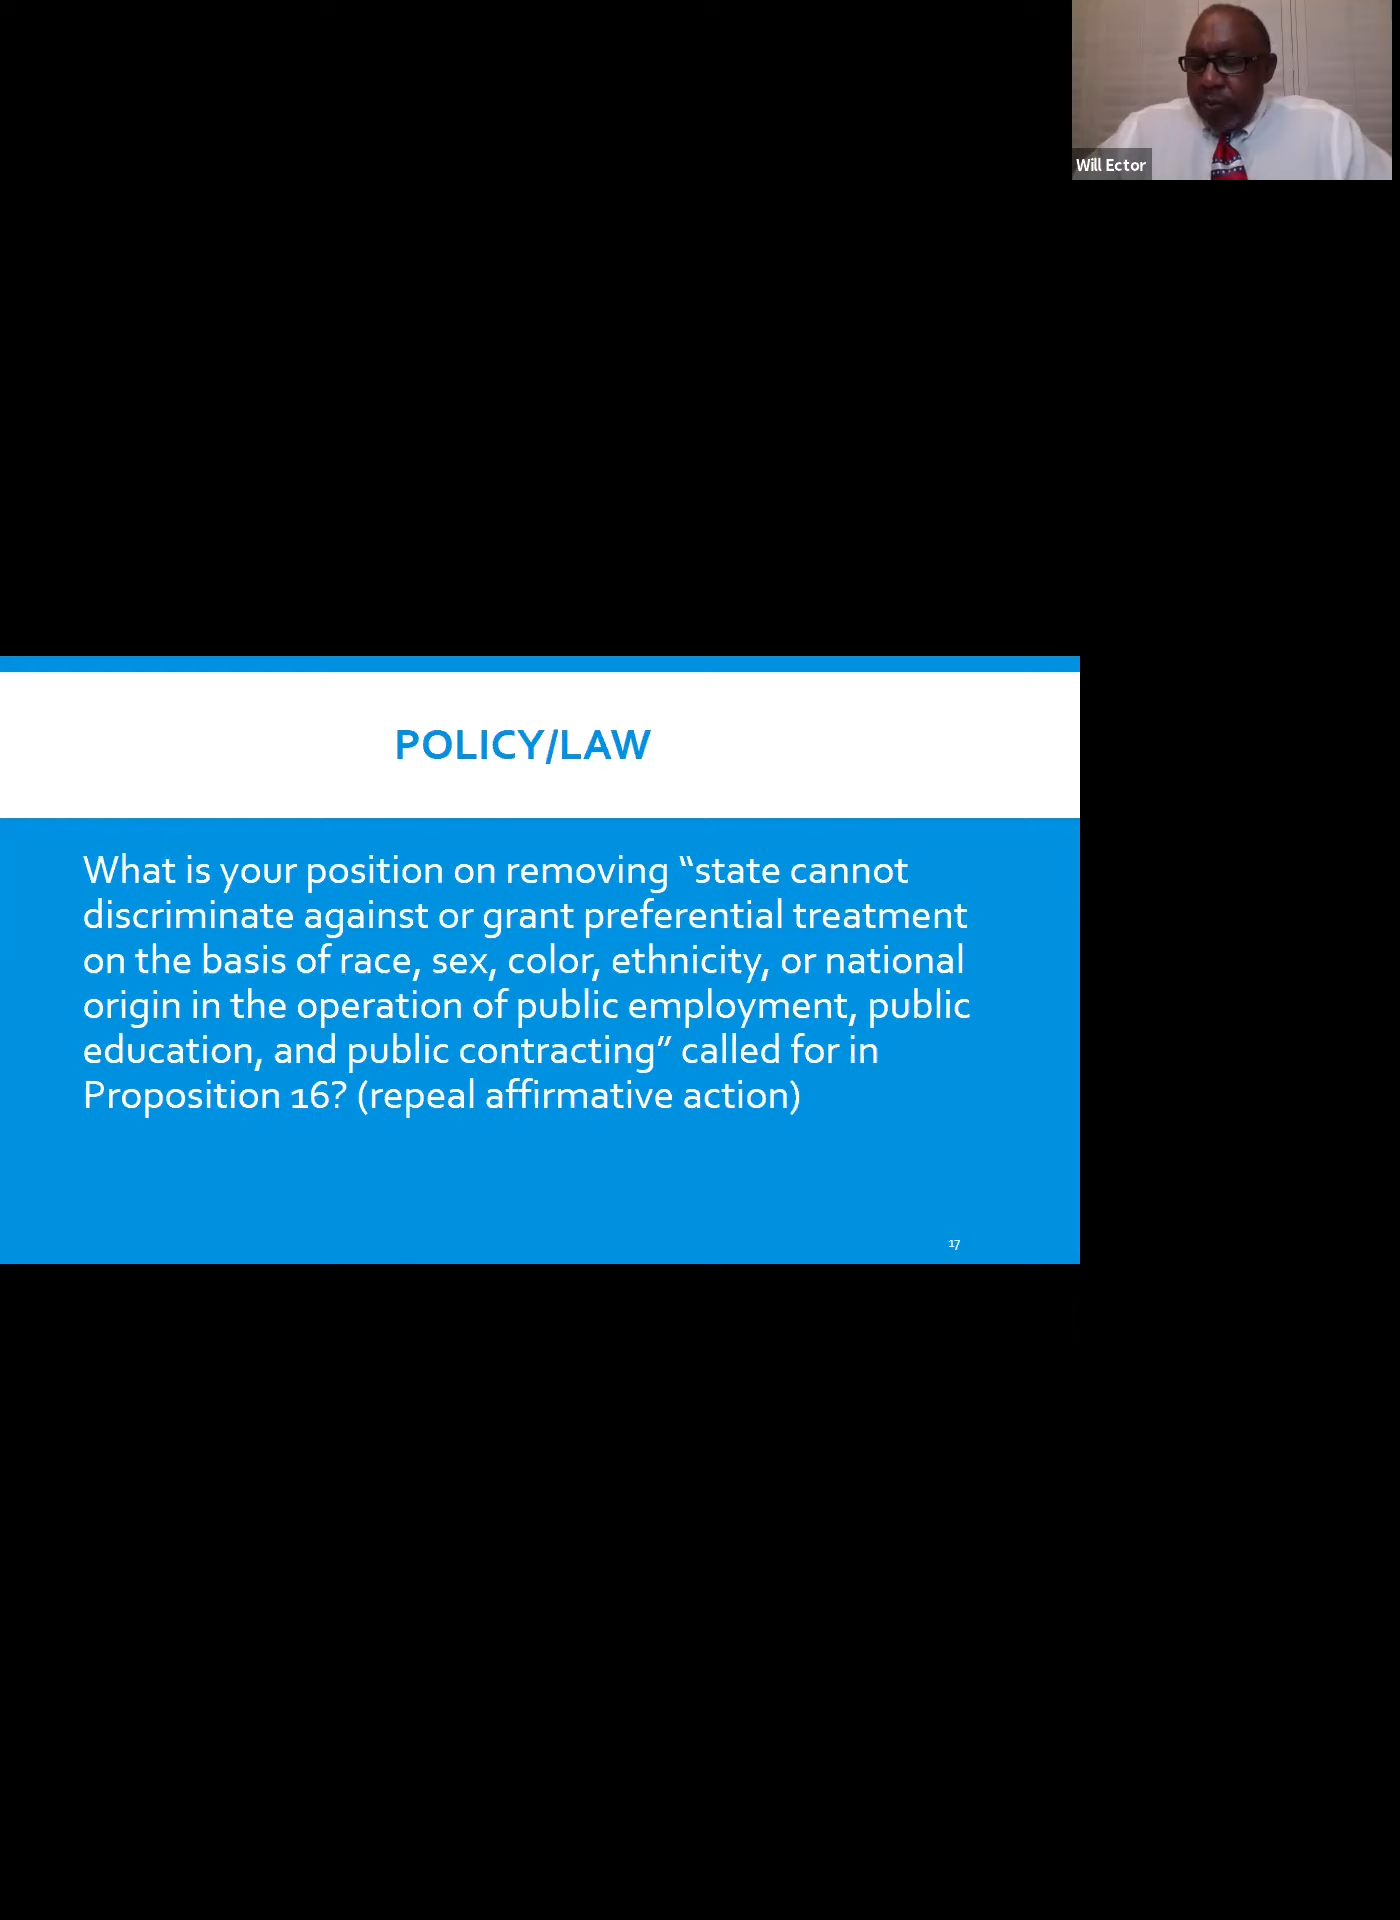 Will Ector
POLICY/LAW
What is your position on removing “state cannot
discriminate against or grant preferential treatment
on the basis of race, sex, color, ethnicity, or national
origin in the operation of public employment, public
education, and public contracting” called for in
Proposition 16? (repeal affirmative action)
17